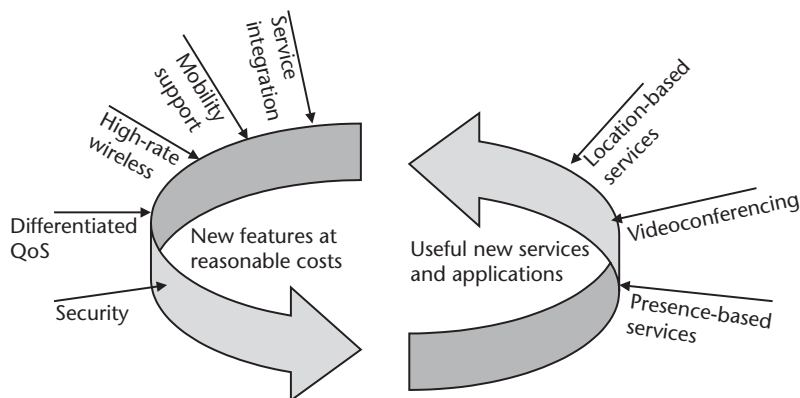 Service
integration
Mobility
support
High-rate
wireless
Differentiated
QoS
Security
New features at
reasonable costs
Location-based
services
Videoconferencing
Useful new services
and applications
Presence-based
services